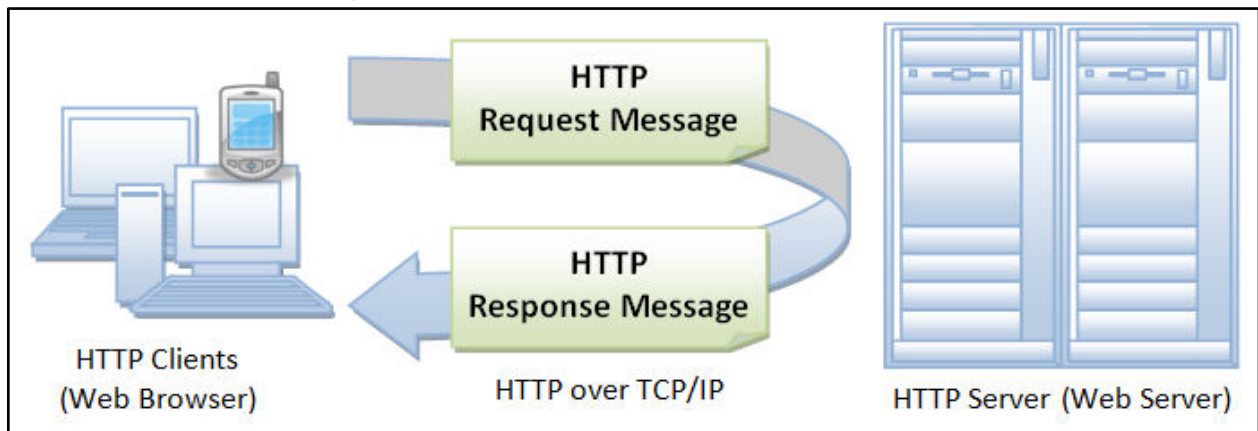 HTTP
Request Message
HTTP
Response Message
HTTP Clients
(Web Browser)
HTTP over TCP/IP
HTTP Server (Web Server)